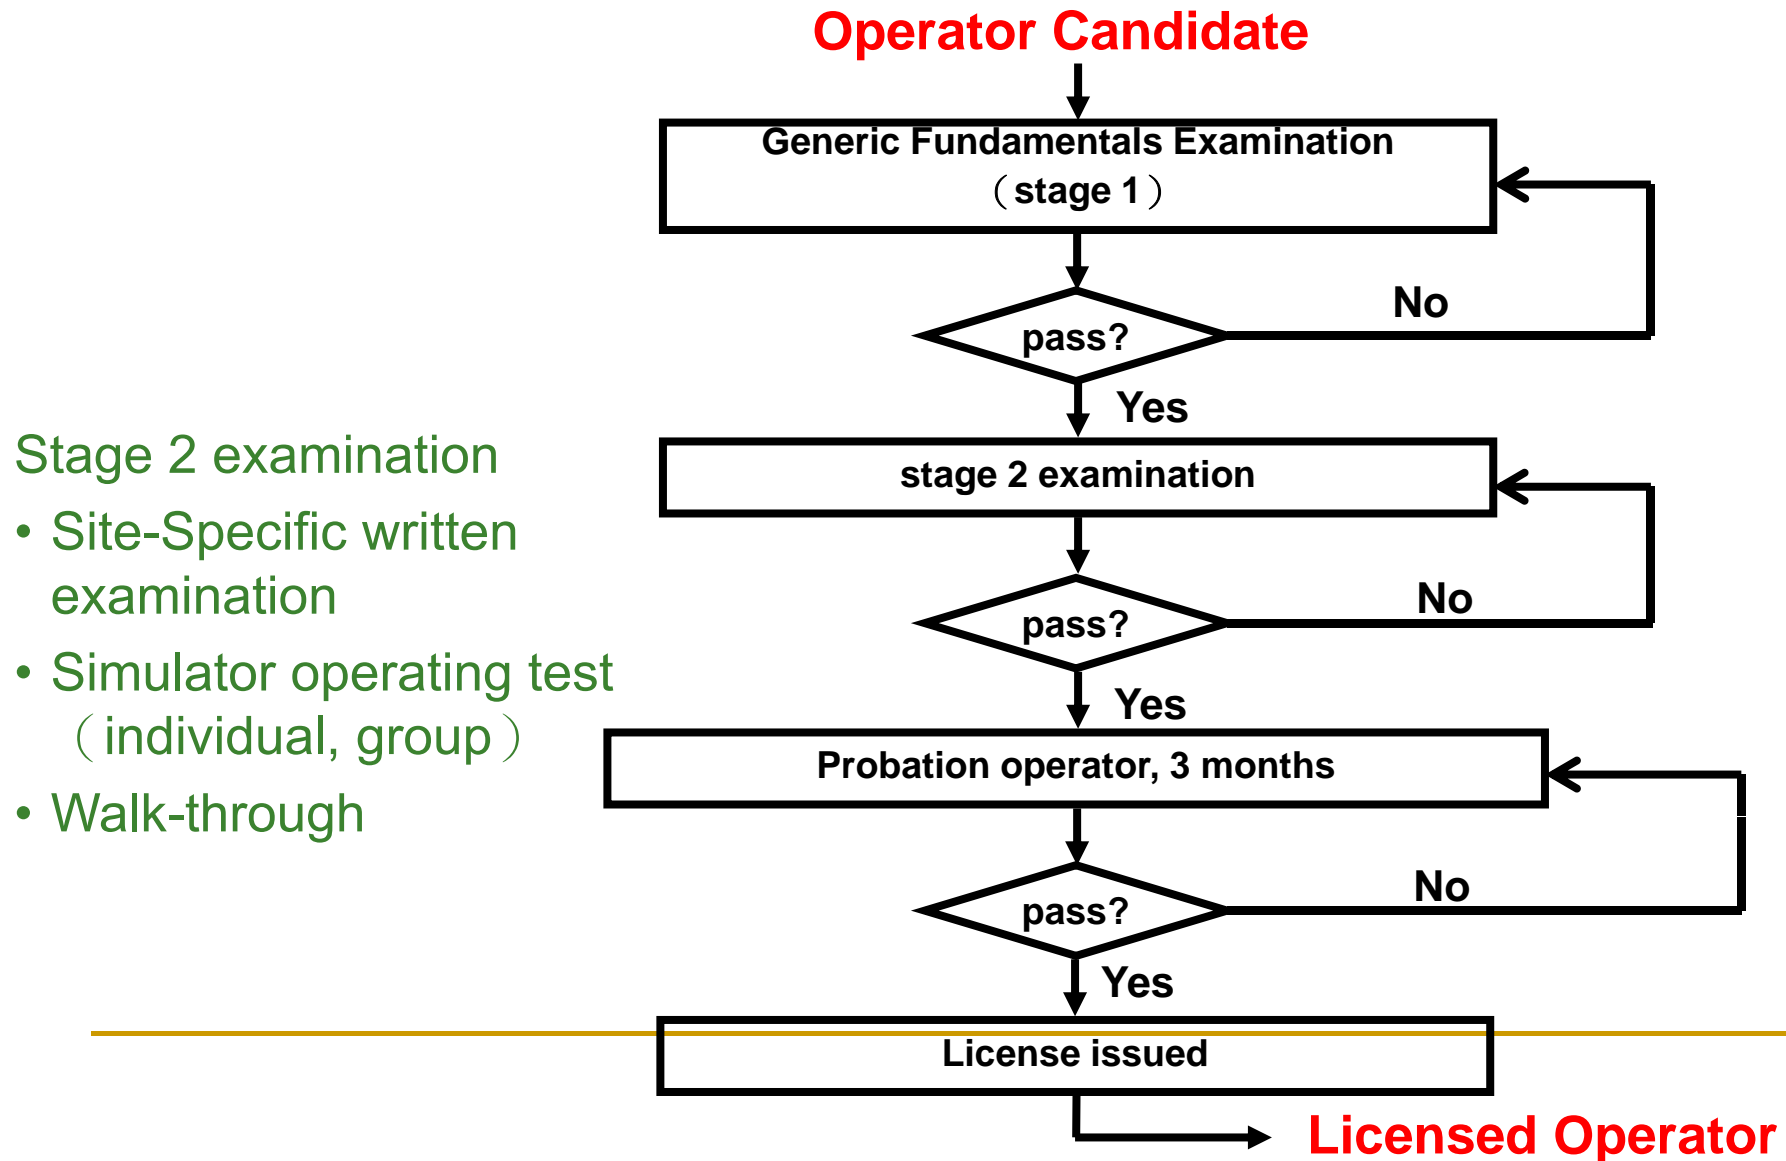 Operator Candidate
Generic Fundamentals Examination
（stage 1）
pass?
No
Yes
stage 2 examination
pass?
No
Yes
Probation operator, 3 months
pass?
No
Yes
License issued
Licensed Operator
Stage 2 examination
• Site-Specific written
examination
• Simulator operating test
（individual, group）
• Walk-through